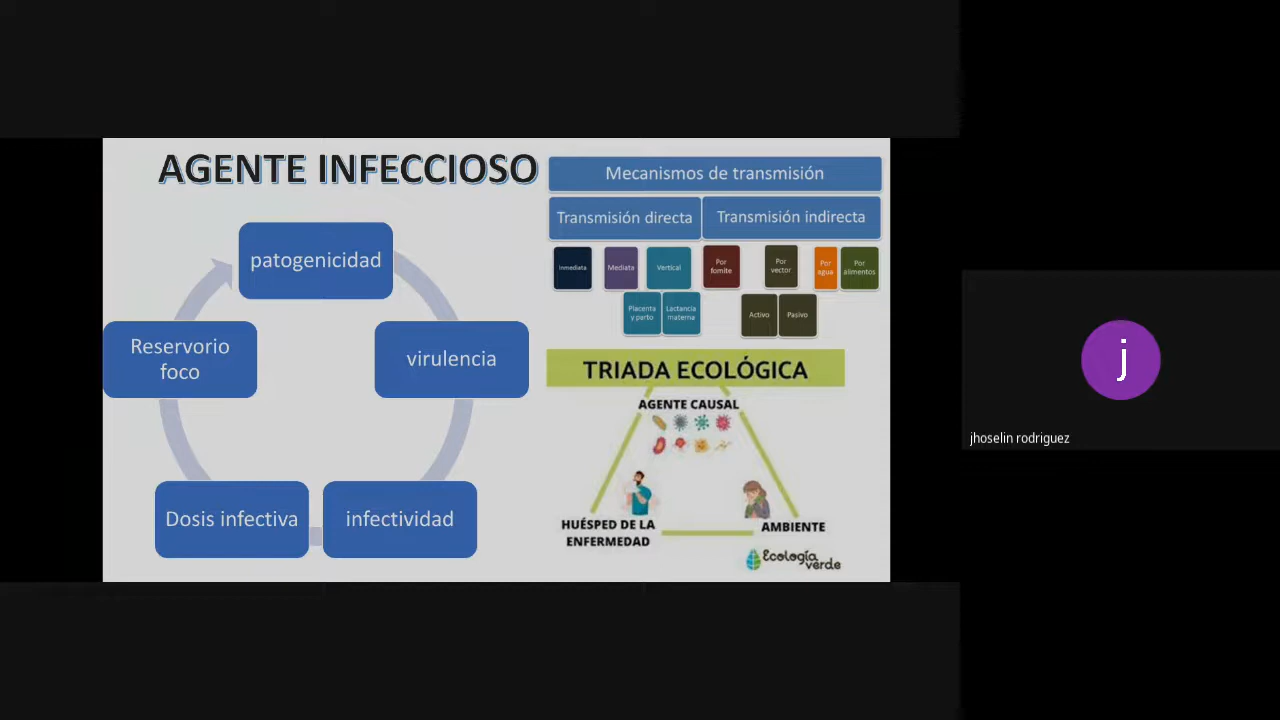 AGENTE INFECCIOSO
patogenicidad
virulencia
infectividad
Dosis infectiva
Reservorio
foco
Mecanismos de transmisión
Transmisión directa
Transmisión indirecta
Inmediata
Mediata
Vertical
Por
fomite
Por
vector
Por
agua
Por
alimentos
Placenta
y parto
Lactancia
materna
Activo
Pasivo
TRIADA ECOLÓGICA
AGENTE CAUSAL
HUÉSPED DE LA
ENFERMEDAD
AMBIENTE
Ecología
verde
j
jhoselin rodriguez